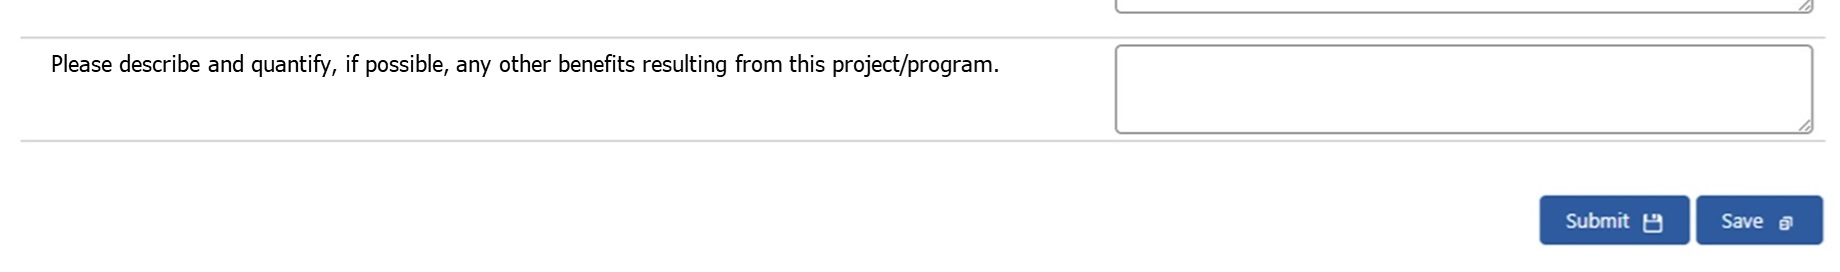 Please describe and quantify, if possible, any other benefits resulting from this project/program.
Submit Save